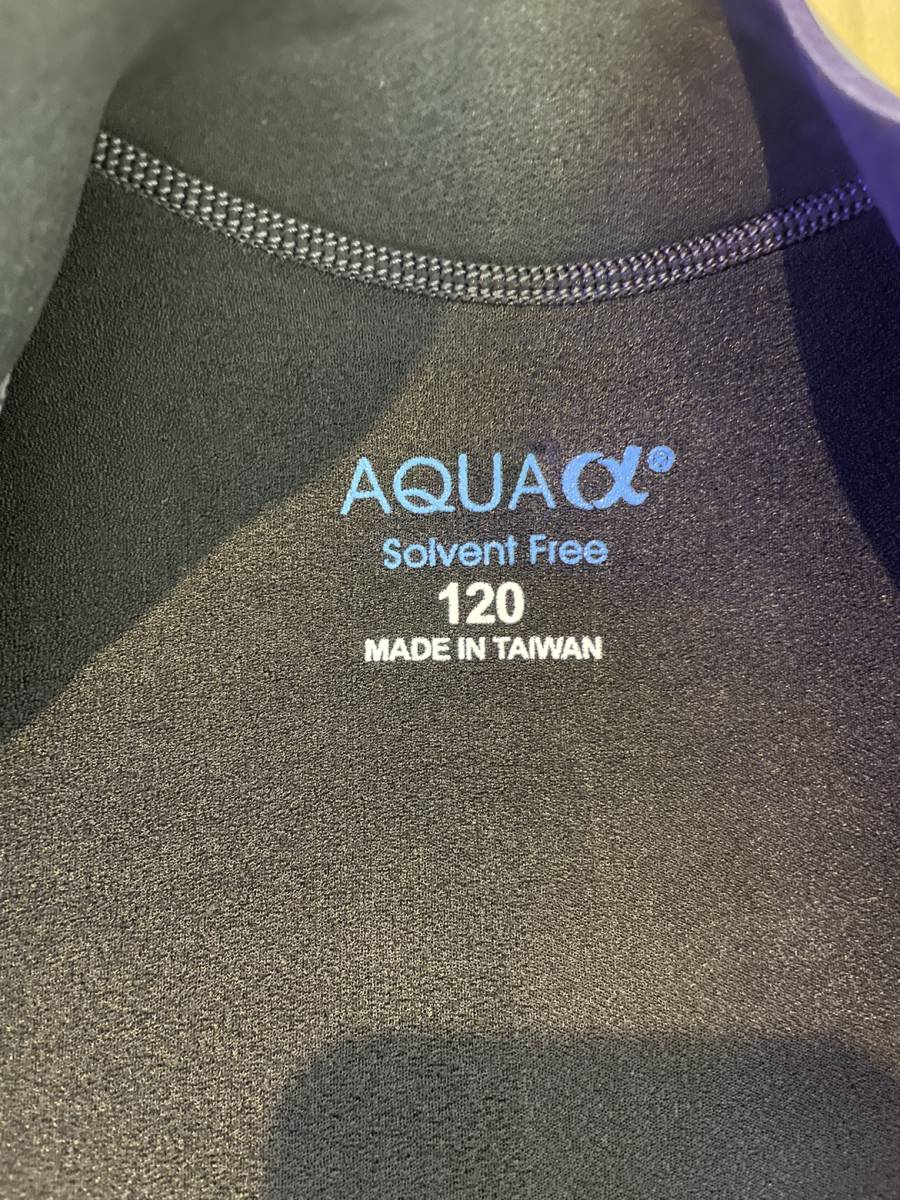 AQUAα®
Solvent Free
120
MADE IN TAIWAN